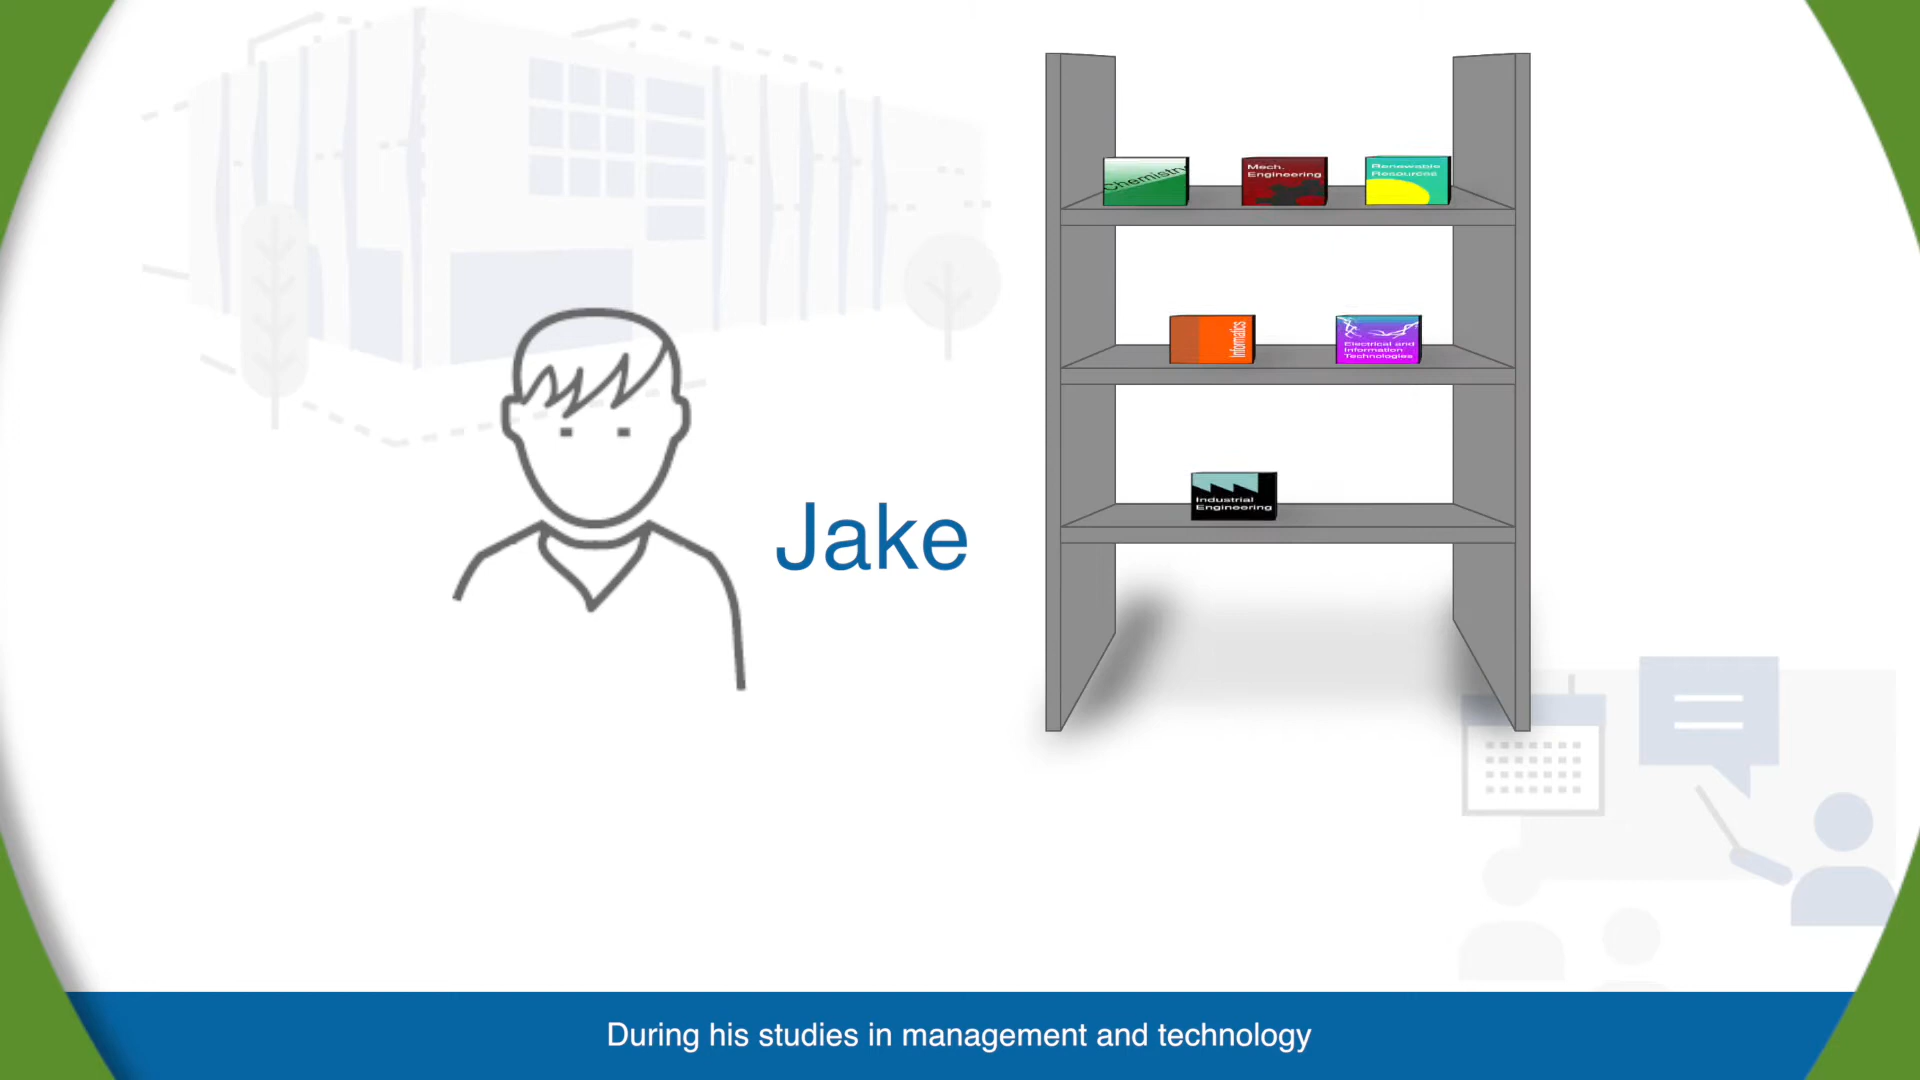 Chemistry
Mech.
Engineering
Renewable
Resources
Informatics
Electrical and
Information
Technologies
Industrial
Engineering
Jake
During his studies in management and technology